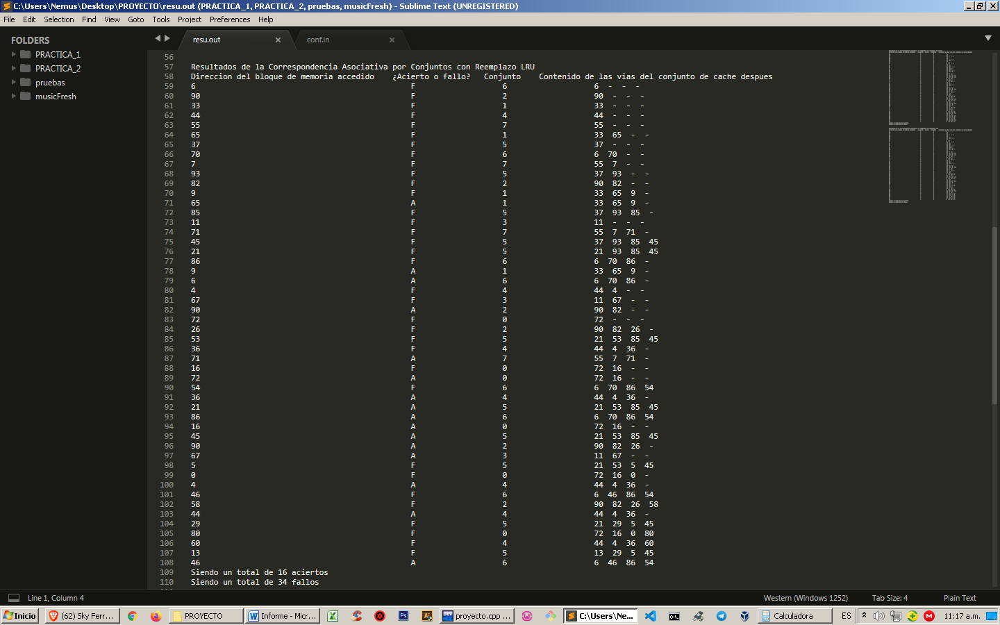 C:\Users\Nemus\Desktop\PROYECTO\resu.out (PRACTICA_1, PRACTICA_2, pruebas, musicFresh) - Sublime Text (UNREGISTERED)
File Edit Selection Find View Goto Tools Project Preferences Help
FOLDERS
PRACTICA_1
PRACTICA_2
pruebas
musicFresh
resu.out
conf.in
56
57 Resultados de la Correspondencia Asociativa por Conjuntos con Reemplazo LRU
58 Direccion del bloque de memoria accedido ¿Acierto o fallo? Conjunto Contenido de las vias del conjunto de cache despues
59 6 F 6 6 - - -
60 90 F 2 90 - - -
61 33 F 1 33 - - -
62 44 F 4 44 - - -
63 55 F 7 55 - - -
64 65 F 1 33 65 - -
65 37 F 5 37 - - -
66 70 F 6 6 70 - -
67 7 F 7 55 7 - -
68 93 F 5 37 93 - -
69 82 F 2 90 82 - -
70 9 F 1 33 65 9 -
71 65 A 1 33 65 9 -
72 85 F 5 37 93 85 -
73 11 F 3 11 - - -
74 71 F 7 55 7 71 -
75 45 F 5 37 93 85 45
76 21 F 5 21 93 85 45
77 86 F 6 6 70 86 -
78 9 A 1 33 65 9 -
79 6 A 6 6 70 86 -
80 4 F 4 44 4 - -
81 67 F 3 11 67 - -
82 90 A 2 90 82 - -
83 72 F 0 72 - - -
84 26 F 2 90 82 26 -
85 53 F 5 21 53 85 45
86 36 F 4 44 4 36 -
87 71 A 7 55 7 71 -
88 16 F 0 72 16 - -
89 72 A 0 72 16 - -
90 54 F 6 6 70 86 54
91 36 A 4 44 4 36 -
92 21 A 5 21 53 85 45
93 86 A 6 6 70 86 54
94 16 A 0 72 16 - -
95 45 A 5 21 53 85 45
96 90 A 2 90 82 26 -
97 67 A 3 11 67 - -
98 5 F 5 21 53 5 45
99 0 F 0 72 16 0 -
100 4 A 4 44 4 36 -
101 46 F 6 6 46 86 54
102 58 F 2 90 82 26 58
103 44 A 4 44 4 36 -
104 29 F 5 21 29 5 45
105 80 F 0 72 16 0 80
106 60 F 4 44 4 36 60
107 13 F 5 13 29 5 45
108 46 A 6 6 46 86 54
109 Siendo un total de 16 aciertos
110 Siendo un total de 34 fallos
Line 1, Column 4
Western (Windows 1252)
Tab Size: 4
Plain Text
Inicio
(62) Sky Ferr...
PROYECTO
Informe - Micr...
proyecto.cpp ...
C:\Users\Ne...
Calculadora
ES
11:17 a.m.